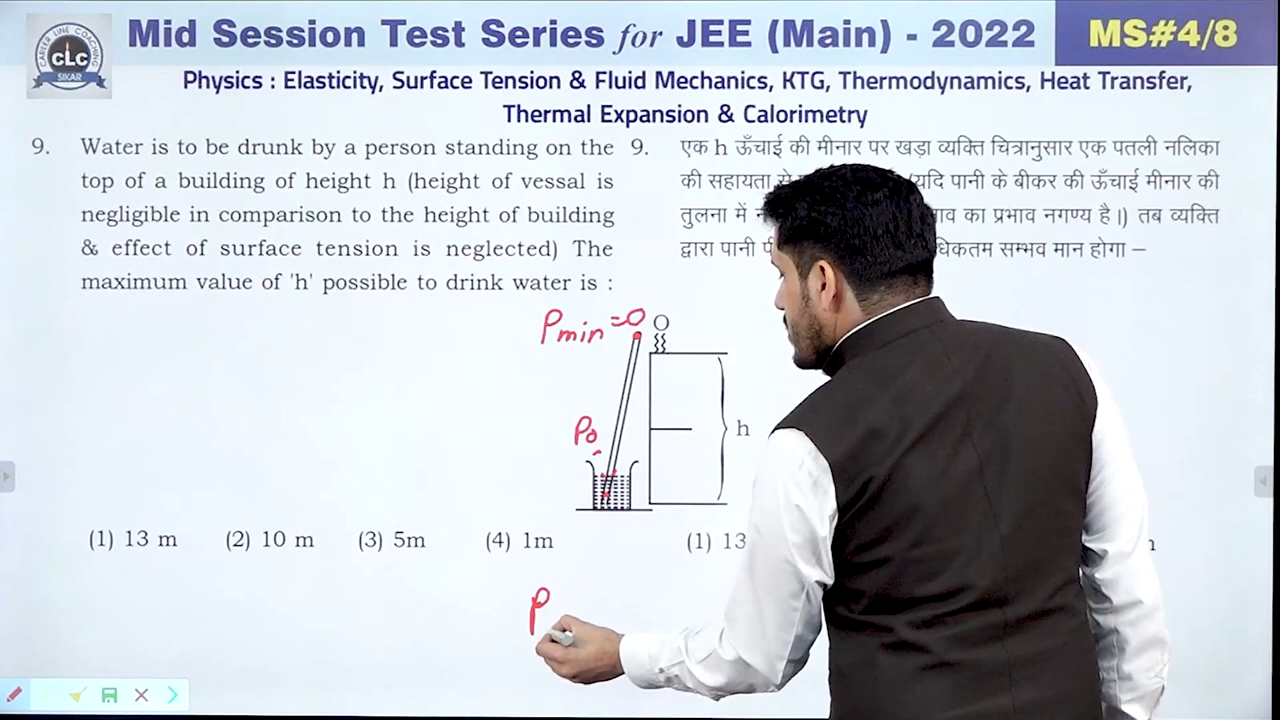 CAREER LINE COACHING
CLC
SIKAR
Mid Session Test Series for JEE (Main) - 2022
MS#4/8
Physics : Elasticity, Surface Tension & Fluid Mechanics, KTG, Thermodynamics, Heat Transfer,
Thermal Expansion & Calorimetry
9. Water is to be drunk by a person standing on the
top of a building of height h (height of vessal is
negligible in comparison to the height of building
& effect of surface tension is neglected) The
maximum value of 'h' possible to drink water is :
9. एक h ऊँचाई की मीनार पर खड़ा व्यक्ति चित्रानुसार एक पतली नलिका
की सहायता से यदि पानी के बीकर की ऊँचाई मीनार की
तुलना में का प्रभाव नगण्य है।) तब व्यक्ति
द्वारा पानी सम्भव मान होगा –
Pmin=0
P0
h
(1) 13 m (2) 10 m (3) 5m (4) 1m
(1) 13
P